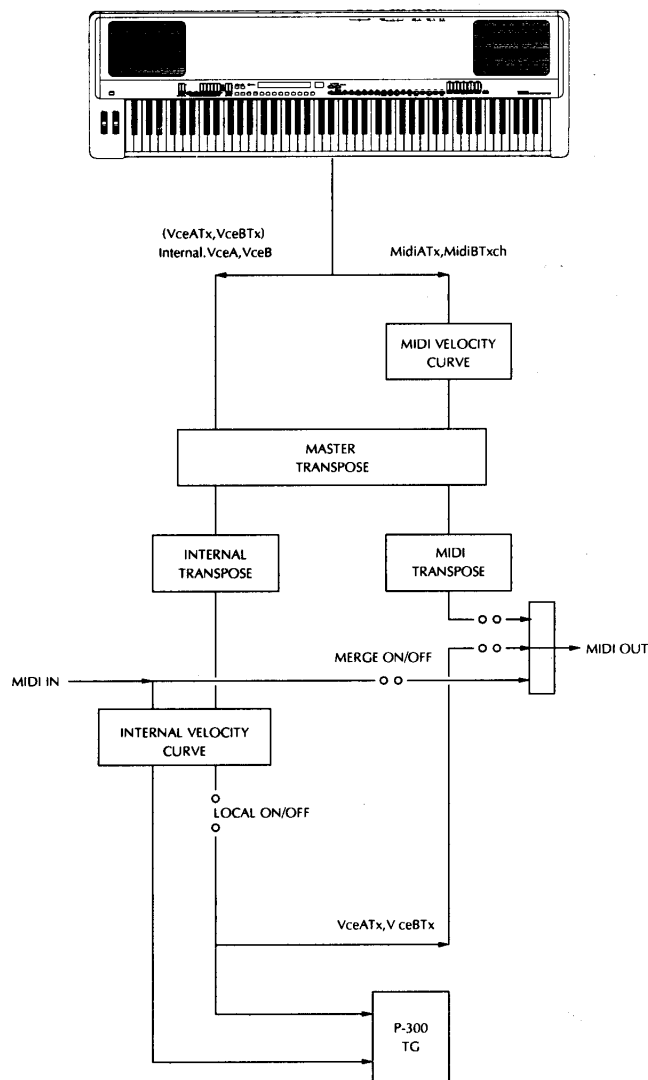 (VceATx,VceBTx)
Internal.VceA,VceB
MidiATx,MidiBTxch
MIDI VELOCITY
CURVE
MASTER
TRANSPOSE
INTERNAL
TRANSPOSE
MIDI
TRANSPOSE
MERGE ON/OFF
MIDI OUT
MIDI IN
INTERNAL VELOCITY
CURVE
LOCAL ON/OFF
VceATx,V ceBTx
P-300
TG